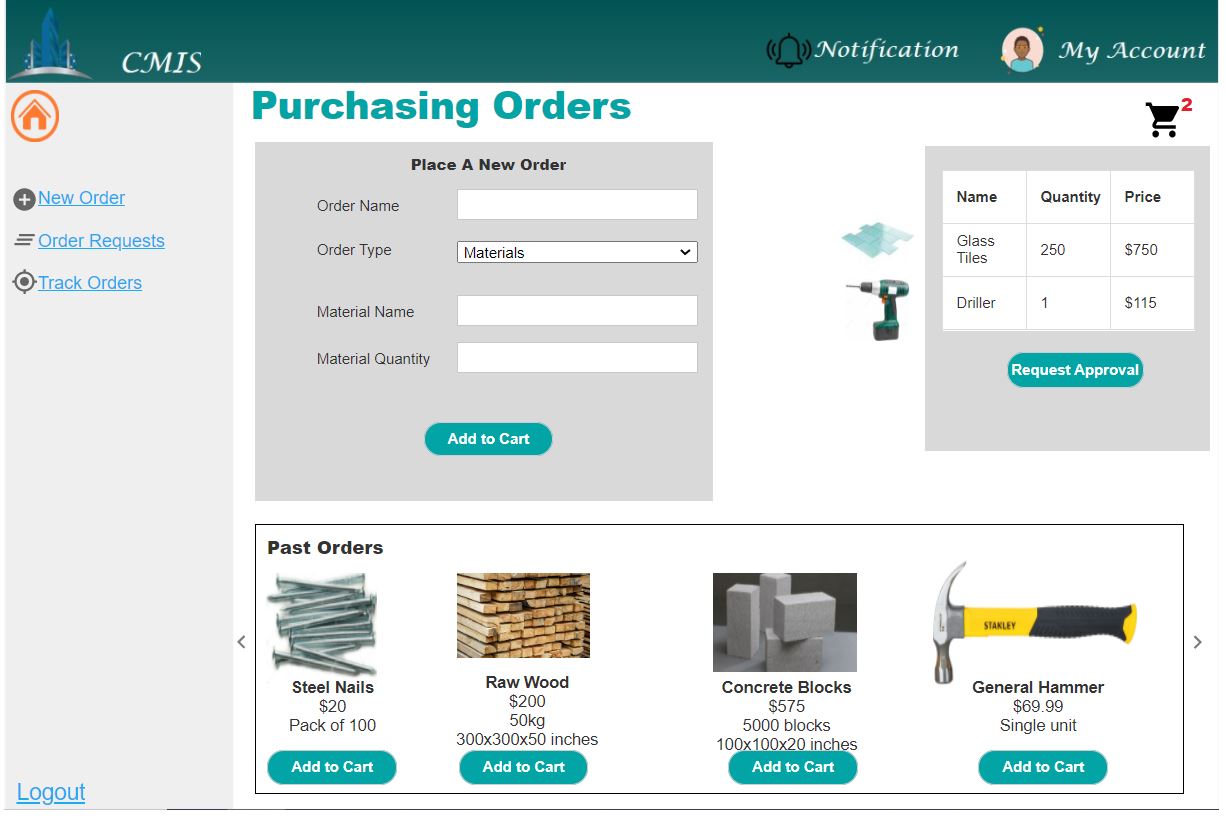 CMIS
Notification
My Account
Purchasing Orders
2
New Order
Order Requests
Track Orders
Logout
Place A New Order
Order Name
Order Type
Materials
Material Name
Material Quantity
Add to Cart
Name Quantity Price
Glass
Tiles
250 $750
Driller 1 $115
Request Approval
Past Orders
Steel Nails
$20
Pack of 100
Add to Cart
Raw Wood
$200
50kg
300x300x50 inches
Add to Cart
Concrete Blocks
$575
5000 blocks
100x100x20 inches
Add to Cart
STANLEY
General Hammer
$69.99
Single unit
Add to Cart